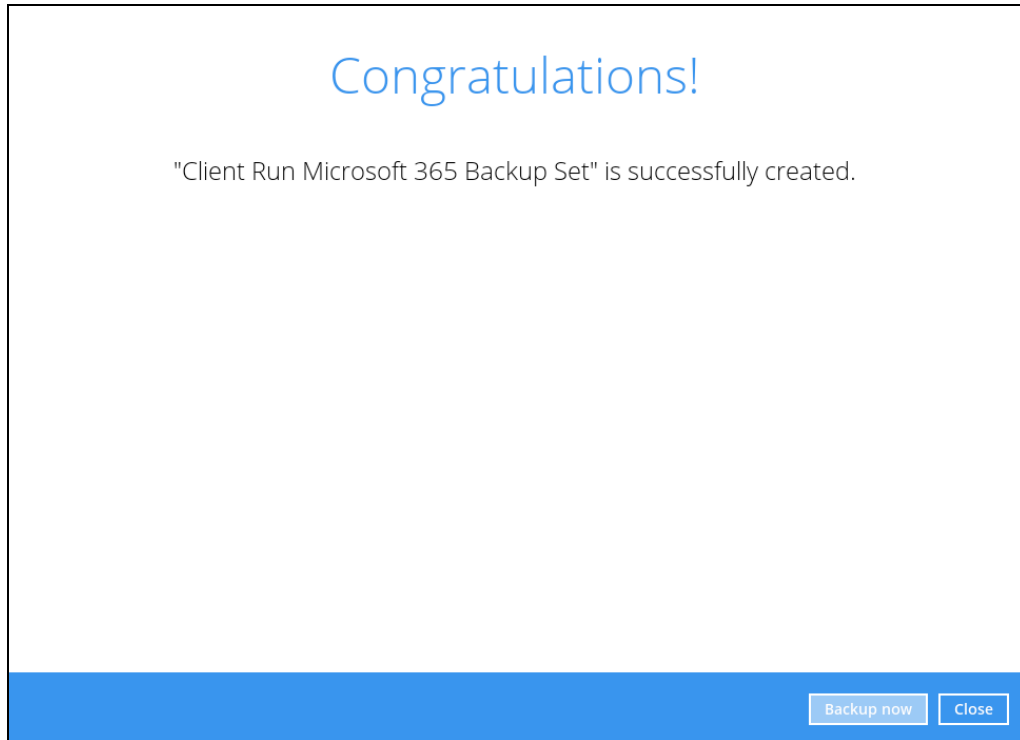 Congratulations!
"Client Run Microsoft 365 Backup Set" is successfully created.
Backup now Close